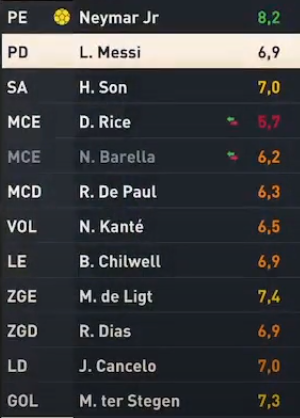 PE Neymar Jr 8,2
PD L. Messi 6,9
SA H. Son 7,0
MCE D. Rice 5,7
MCE N. Barella 6,2
MCD R. De Paul 6,3
VOL N. Kanté 6,5
LE B. Chilwell 6,9
ZGE M. de Ligt 7,4
ZGD R. Dias 6,9
LD J. Cancelo 7,0
GOL M. ter Stegen 7,3